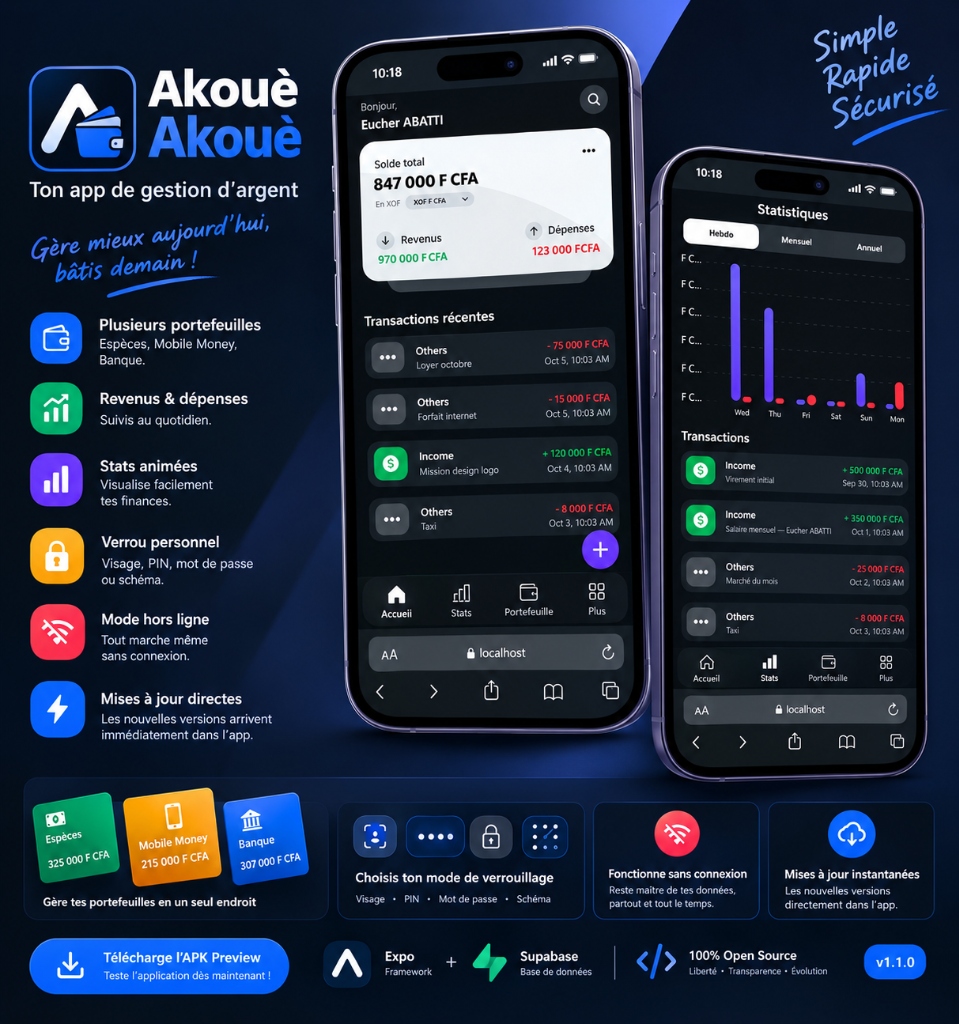 Akouè
Akouè
Ton app de gestion d'argent
Gère mieux aujourd'hui,
bâtis demain !
Simple
Rapide
Sécurisé
Plusieurs portefeuilles
Espèces, Mobile Money,
Banque.
Revenus & dépenses
Suivis au quotidien.
Stats animées
Visualise facilement
tes finances.
Verrou personnel
Visage, PIN, mot de passe
ou schéma.
Mode hors ligne
Tout marche même
sans connexion.
Mises à jour directes
Les nouvelles versions arrivent
immédiatement dans l'app.
10:18
Bonjour,
Eucher ABATTI
Solde total
847 000 F CFA
En XOF XOF F CFA
Revenus
970 000 F CFA
Dépenses
123 000 FCFA
Transactions récentes
Others
Loyer octobre
- 75 000 F CFA
Oct 5, 10:03 AM
Others
Forfait internet
- 15 000 F CFA
Oct 5, 10:03 AM
Income
Mission design logo
+ 120 000 F CFA
Oct 4, 10:03 AM
Others
Taxi
- 8 000 F CFA
Oct 3, 10:03 AM
+
Accueil
Stats
Portefeuille
Plus
AA
localhost
10:18
Statistiques
Hebdo
Mensuel
Annuel
F C...
F C...
F C...
F C...
F C...
F C...
Wed
Thu
Fri
Sat
Sun
Mon
Transactions
Income
Virement initial
+ 500 000 F CFA
Sep 30, 10:03 AM
Income
Salaire mensuel — Eucher ABATTI
+ 350 000 F CFA
Oct 1, 10:03 AM
Others
Marché du mois
- 25 000 F CFA
Oct 2, 10:03 AM
Others
Taxi
- 8 000 F CFA
Oct 3, 10:03 AM
Accueil
Stats
Portefeuille
Plus
AA
localhost
Espèces
325 000 F CFA
Mobile Money
215 000 F CFA
Banque
307 000 F CFA
Gère tes portefeuilles en un seul endroit
Choisis ton mode de verrouillage
Visage • PIN • Mot de passe • Schéma
Fonctionne sans connexion
Reste maître de tes données,
partout et tout le temps.
Mises à jour instantanées
Les nouvelles versions
directement dans l'app.
Télécharge l'APK Preview
Teste l'application dès maintenant !
Expo
Framework
+
Supabase
Base de données
</>
100% Open Source
Liberté • Transparence • Évolution
v1.1.0